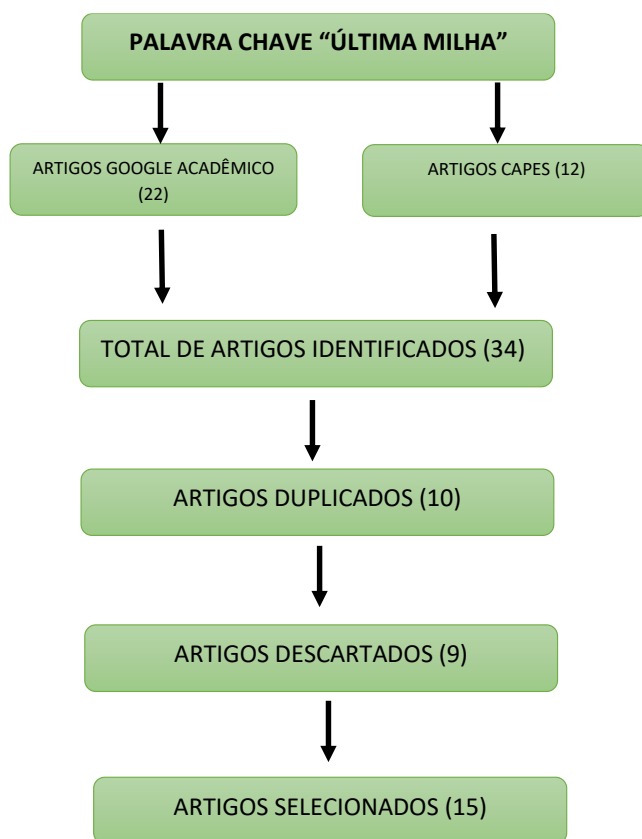 PALAVRA CHAVE “ÚLTIMA MILHA”
ARTIGOS GOOGLE ACADÊMICO
(22)
ARTIGOS CAPES (12)
TOTAL DE ARTIGOS IDENTIFICADOS (34)
ARTIGOS DUPLICADOS (10)
ARTIGOS DESCARTADOS (9)
ARTIGOS SELECIONADOS (15)